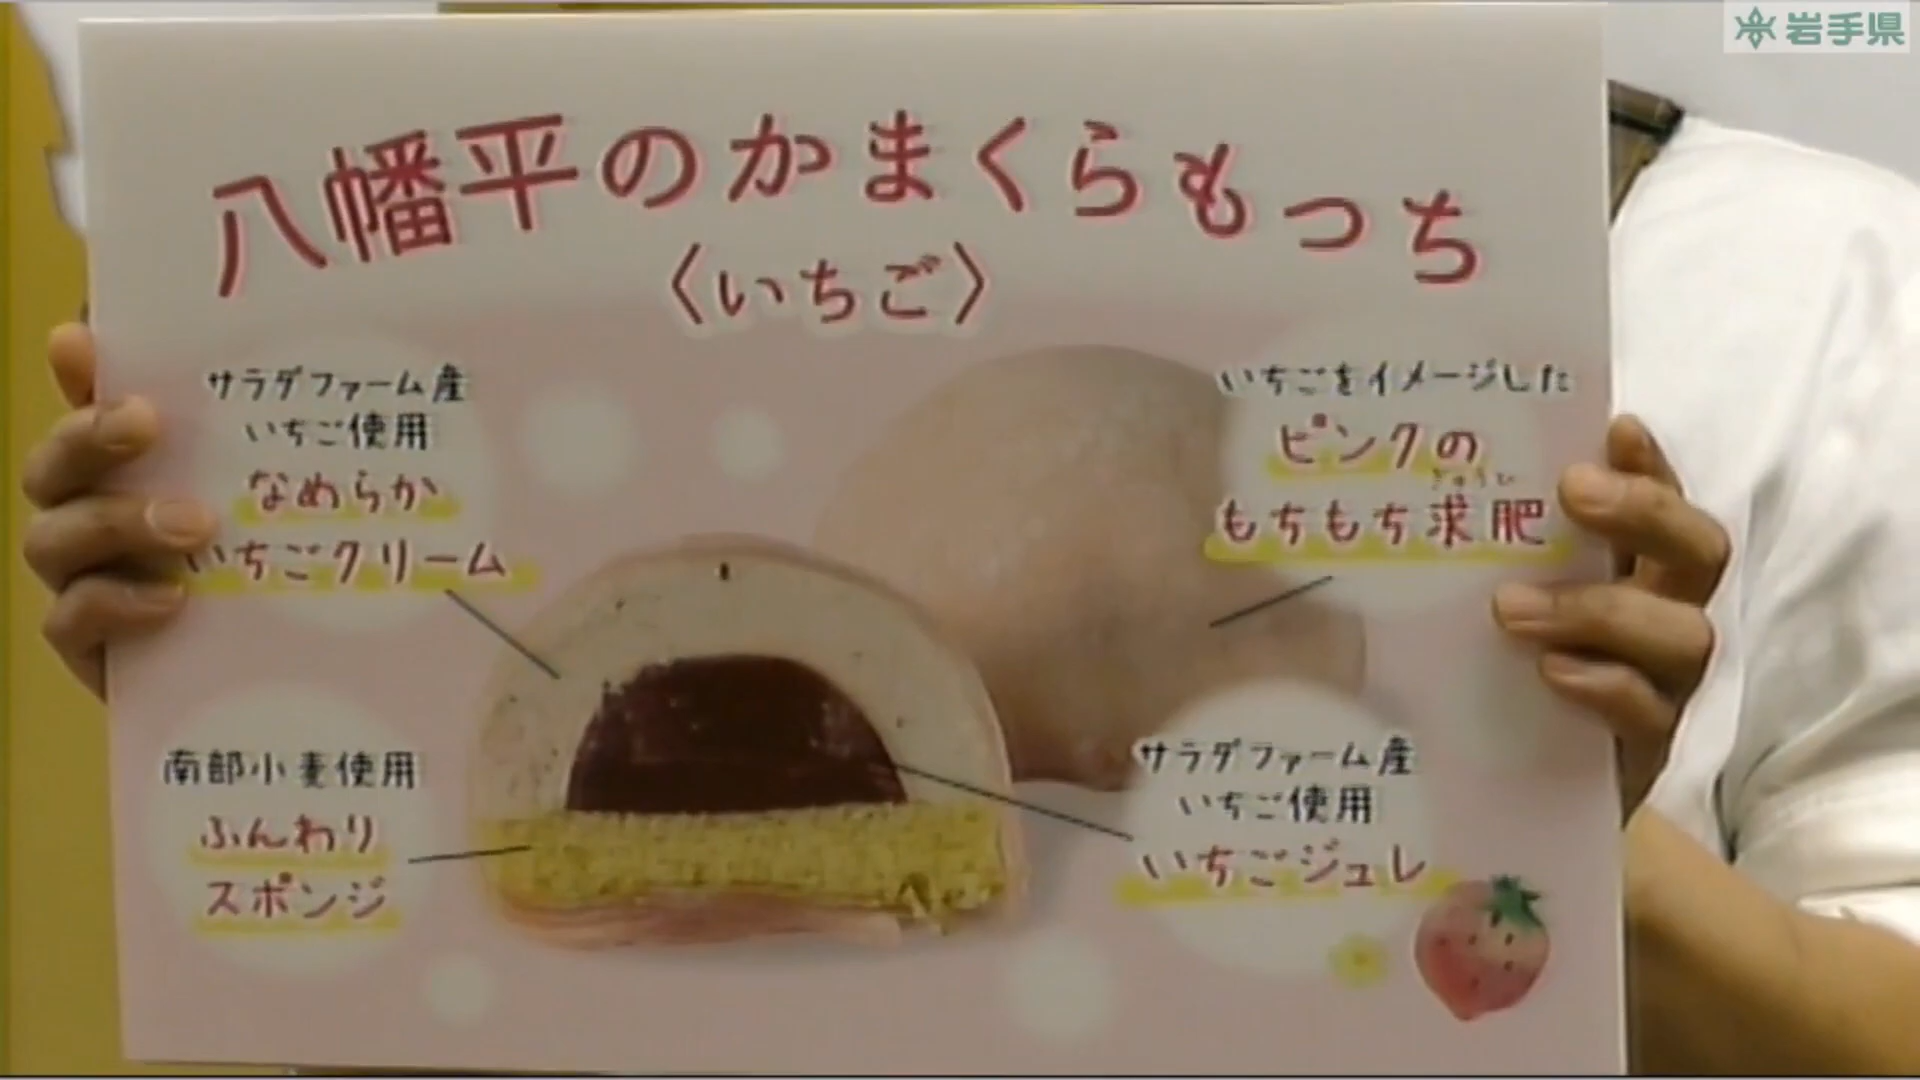 岩手県
八幡平のかまくらもっち
〈いちご〉
サラダファーム産
いちご使用
なめらか
いちごクリーム
いちごをイメージした
ピンクの
もちもち求肥
ぎゅうひ
南部小麦使用
ふんわり
スポンジ
サラダファーム産
いちご使用
いちごジュレ